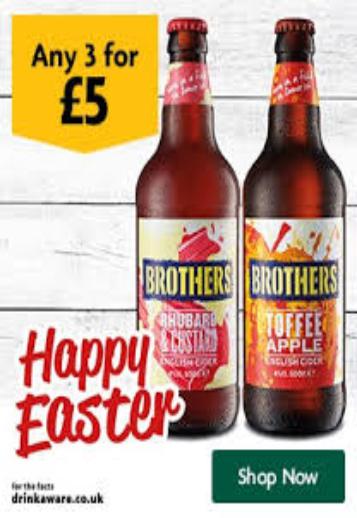 Any 3 for
£5
BROTHERS
RHUBARB
& CUSTARD
ENGLISH CIDER
BROTHERS
TOFFEE
APPLE
ENGLISH CIDER
Happy
Easter
for the facts
drinkaware.co.uk
Shop Now